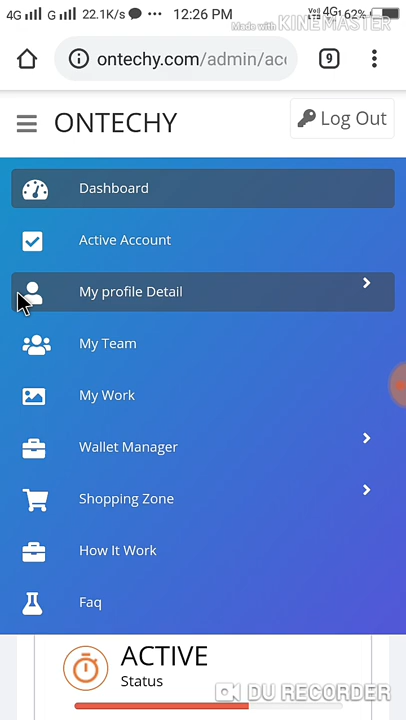 4G G 22.1K/s ... 12:26 PM VoLTE 4G 62%
Made with KINEMASTER
ontechy.com/admin/acc 9
ONTECHY Log Out
Dashboard
Active Account
My profile Detail
My Team
My Work
Wallet Manager
Shopping Zone
How It Work
Faq
ACTIVE
Status
DU RECORDER